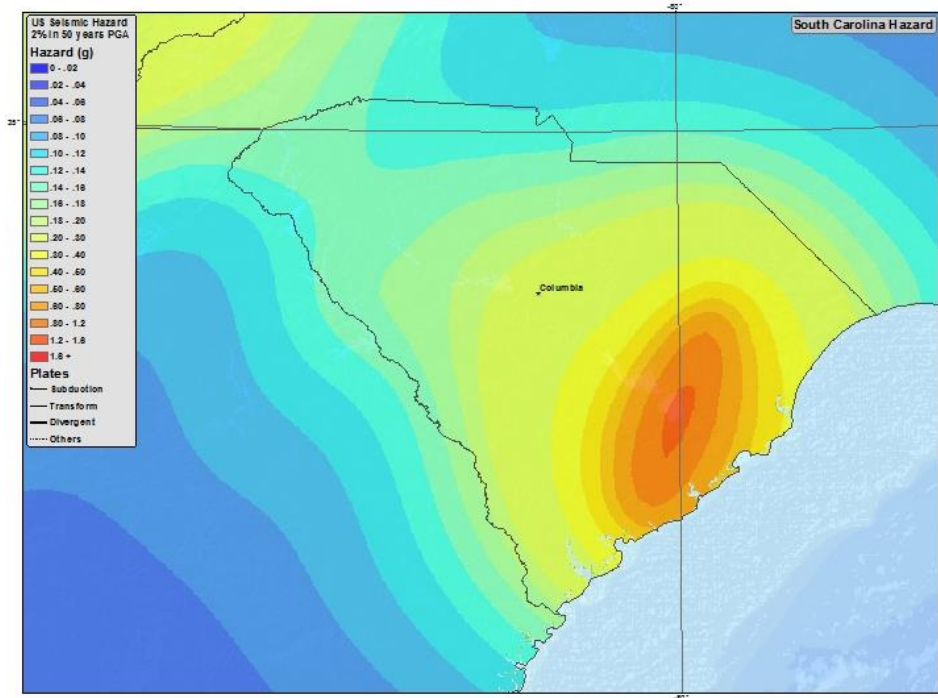 -80°
US Seismic Hazard
2% in 50 years PGA
Hazard (g)
0 - .02
.02 - .04
.04 - .06
.06 - .08
.08 - .10
.10 - .12
.12 - .14
.14 - .16
.16 - .18
.18 - .20
.20 - .30
.30 - .40
.40 - .50
.50 - .60
.60 - .80
.80 - 1.2
1.2 - 1.6
1.6 +
Plates
Subduction
Transform
Divergent
Others
South Carolina Hazard
35°
Columbia
-80°